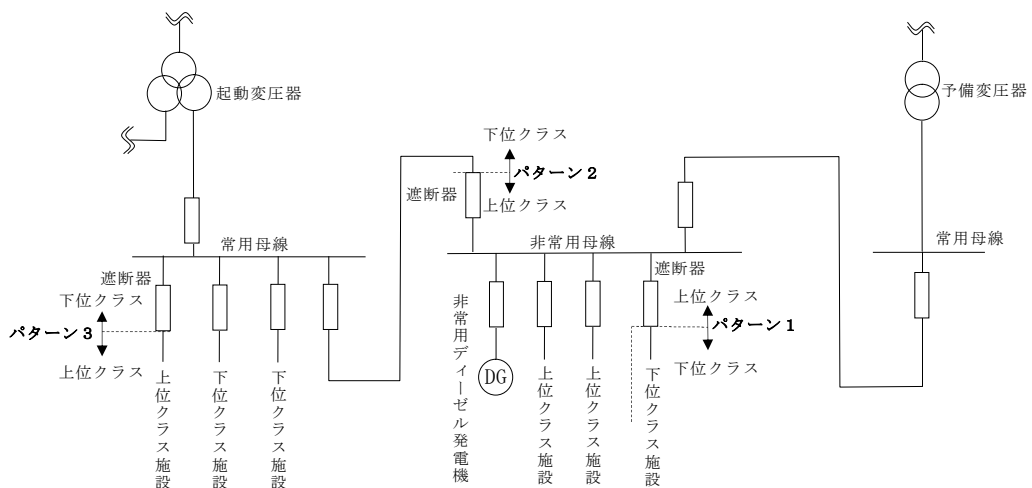 起動変圧器
予備変圧器
下位クラス
パターン２
遮断器
上位クラス
常用母線
非常用母線
常用母線
遮断器
下位クラス
パターン３
上位クラス
遮断器
上位クラス
パターン１
下位クラス
上位クラス施設
下位クラス施設
下位クラス施設
非常用ディーゼル発電機
DG
上位クラス施設
上位クラス施設
下位クラス施設